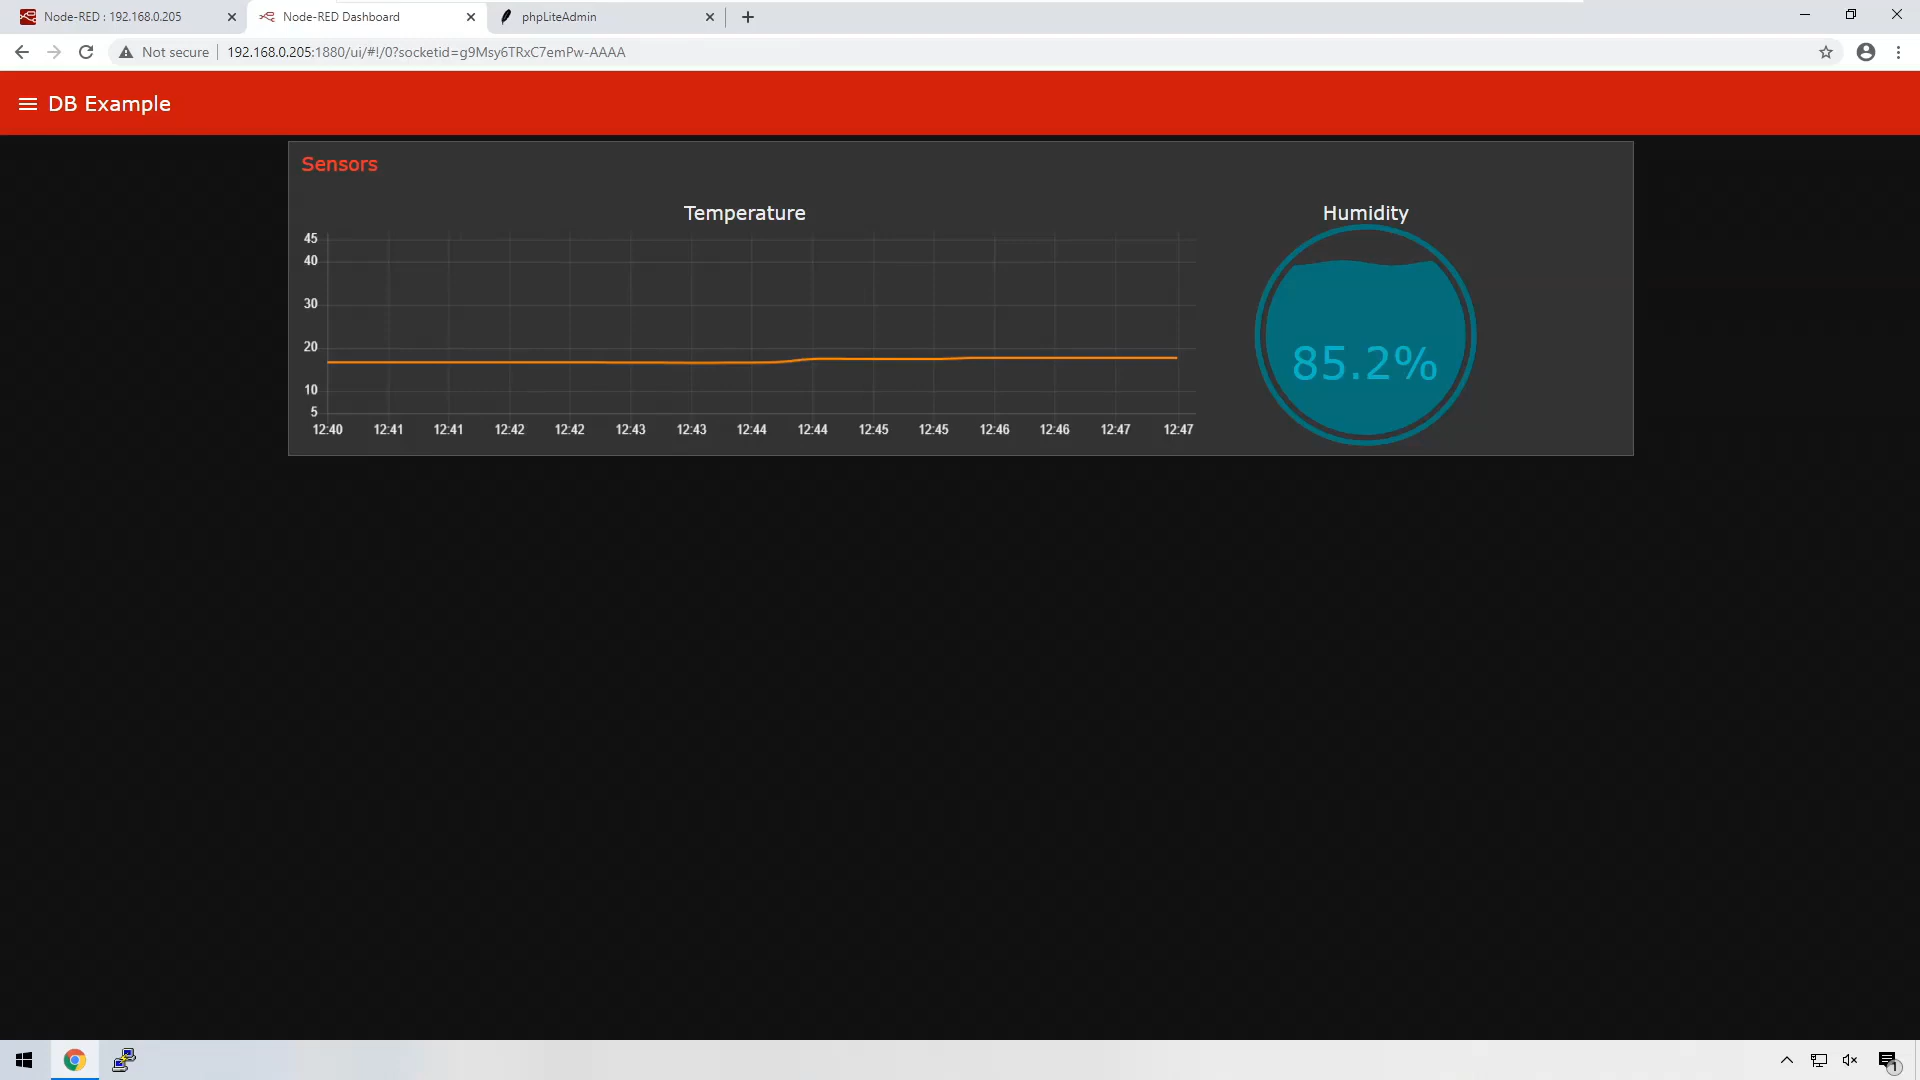 Node-RED : 192.168.0.205
Node-RED Dashboard
phpLiteAdmin
Not secure
192.168.0.205:1880/ui/#!/0?socketid=g9Msy6TRxC7emPw-AAAA
DB Example
Sensors
Temperature
45
40
30
20
10
5
12:40 12:41 12:41 12:42 12:42 12:43 12:43 12:44 12:44 12:45 12:45 12:46 12:46 12:47 12:47
Humidity
85.2%
1